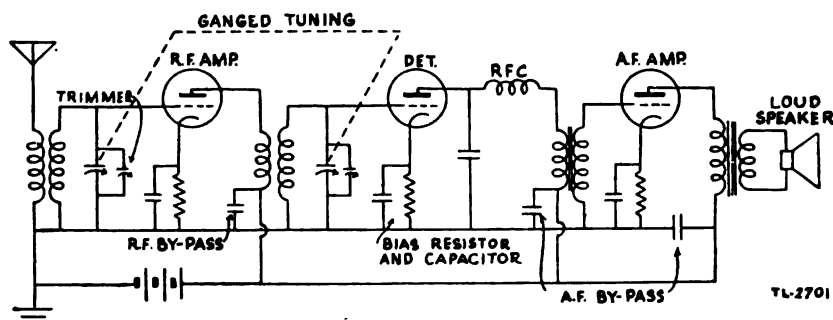 GANGED TUNING
R.F. AMP.
DET.
RFC
A.F. AMP.
TRIMMER
LOUD
SPEAKER
R.F. BY-PASS
BIAS RESISTOR
AND CAPACITOR
A.F. BY-PASS
TL-2701